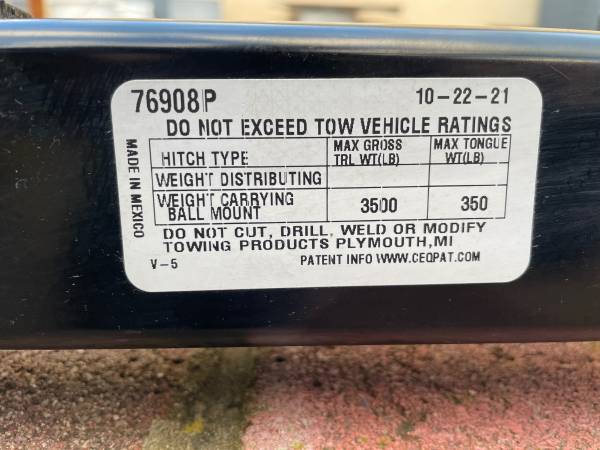 76908P 10-22-21
DO NOT EXCEED TOW VEHICLE RATINGS
HITCH TYPE MAX GROSS TRL WT(LB) MAX TONGUE WT(LB)
WEIGHT DISTRIBUTING
WEIGHT CARRYING BALL MOUNT 3500 350
DO NOT CUT, DRILL, WELD OR MODIFY
TOWING PRODUCTS PLYMOUTH,MI
V-5 PATENT INFO WWW.CEQPAT.COM
MADE IN MEXICO